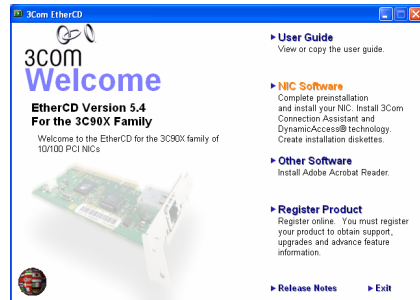 3Com EtherCD
3COM
Welcome
EtherCD Version 5.4
For the 3C90X Family
Welcome to the EtherCD for the 3C90X family of
10/100 PCI NICs
User Guide
View or copy the user guide.
NIC Software
Complete preinstallation
and install your NIC. Install 3Com
Connection Assistant and
DynamicAccess® technology.
Create installation diskettes.
Other Software
Install Adobe Acrobat Reader.
Register Product
Register online. You must register
your product to obtain support,
upgrades and advance feature
information.
Release Notes
Exit